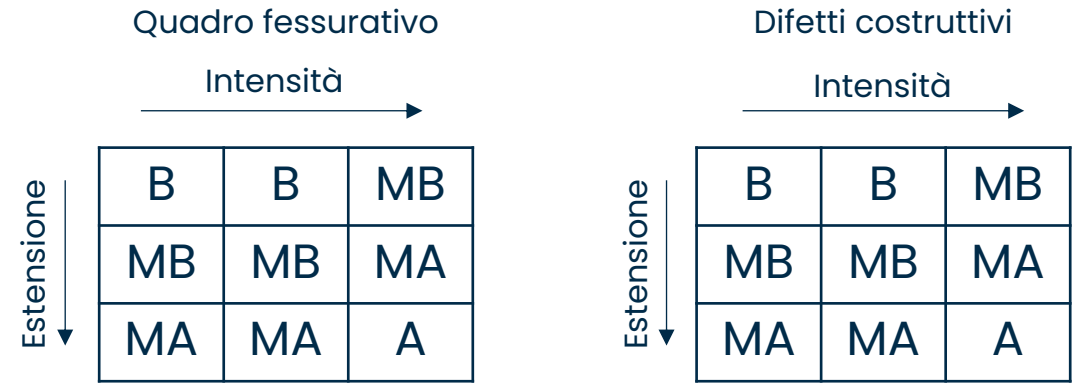 Quadro fessurativo
Intensità
Estensione
B B MB
MB MB MA
MA MA A
Difetti costruttivi
Intensità
Estensione
B B MB
MB MB MA
MA MA A